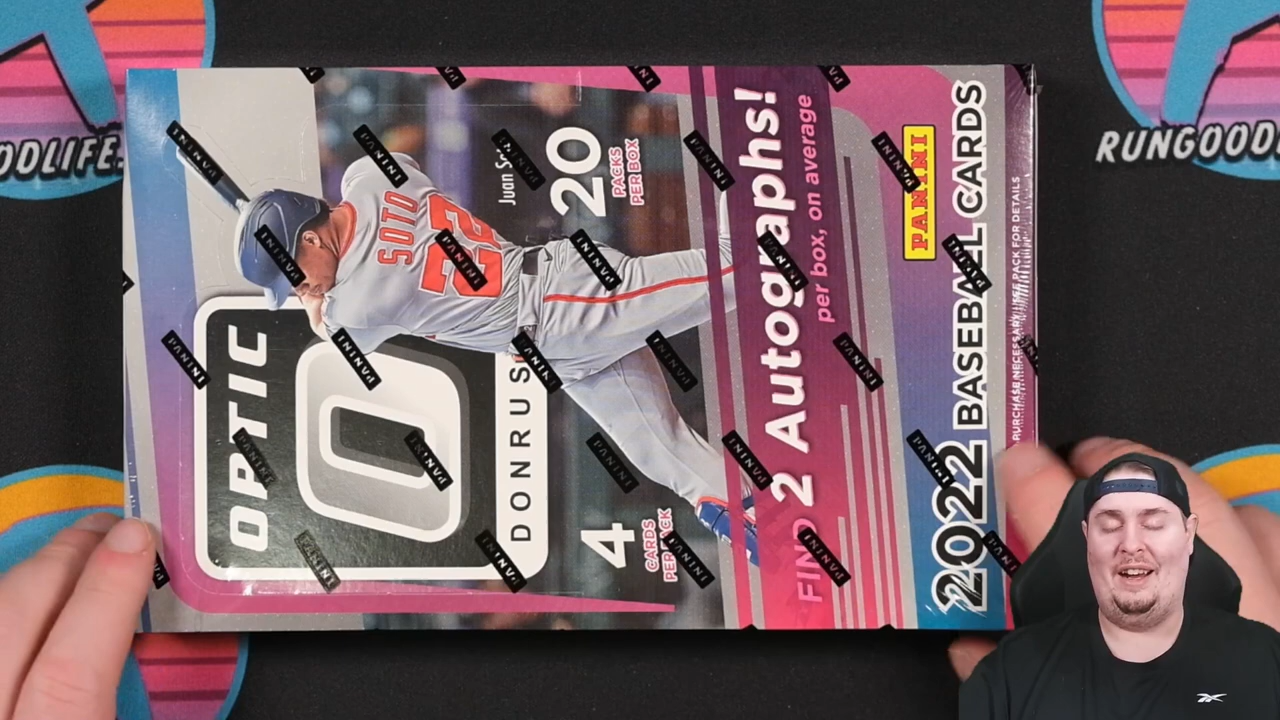 OPTIC
DONRUSS
SOTO
22
Juan Soto
20
PACKS
PER BOX
4
CARDS
PER PACK
FIND 2 Autographs!
per box, on average
PANINI
2022 BASEBALL CARDS
RUNGOOD